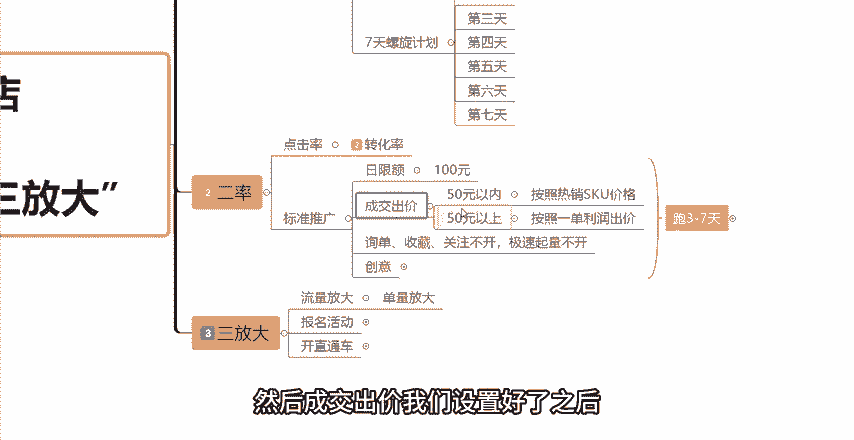 第三天
第四天
7天螺旋计划
第五天
第六天
第七天
店
三放大”
2 二率
点击率
2 转化率
标准推广
日限额
100元
成交出价
50元以内
按照热销SKU价格
50元以上
按照一单利润出价
询单、收藏、关注不开，极速起量不开
创意
跑3-7天
3 三放大
流量放大
单量放大
报名活动
开直通车
然后成交出价我们设置好了之后